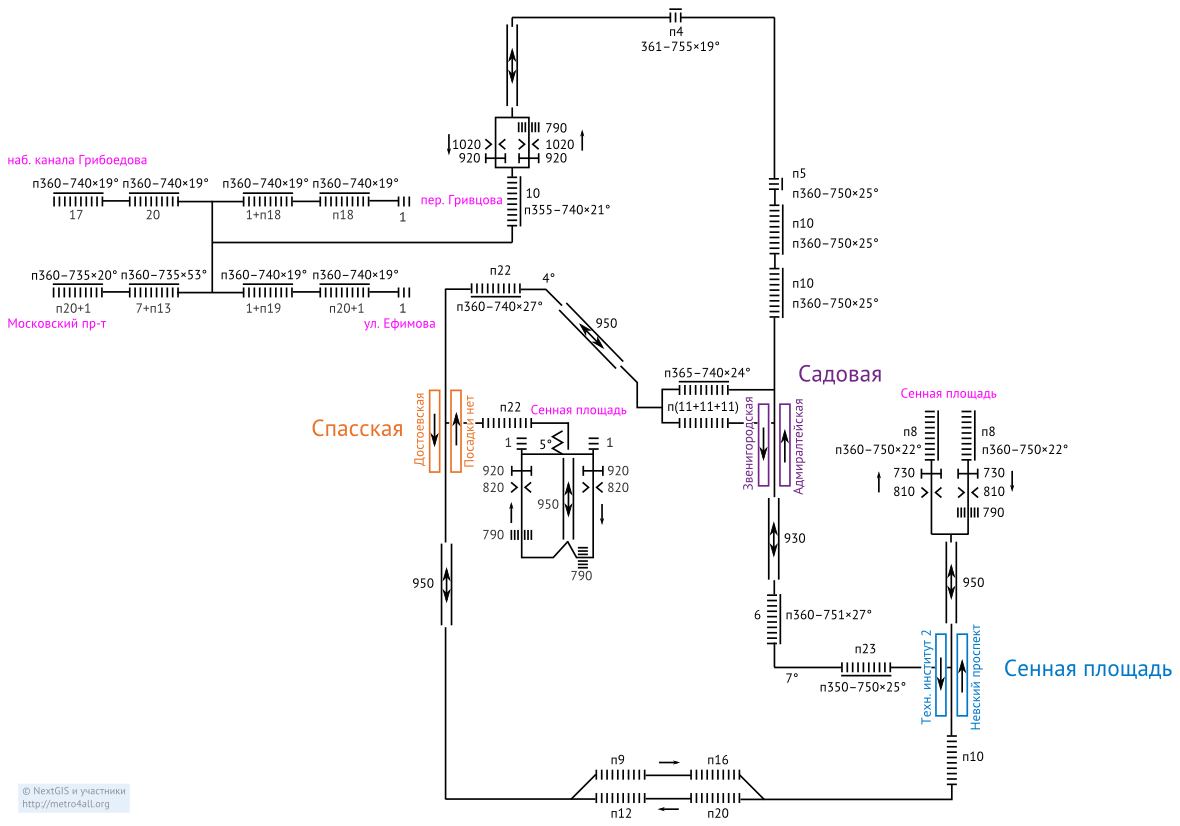 п4
361–755×19°
790
1020
1020
920
920
наб. канала Грибоедова
п360–740×19°
п360–740×19°
п360–740×19°
п360–740×19°
17
20
1+п18
п18
1
пер. Гривцова
10
п355–740×21°
п5
п360–750×25°
п10
п360–750×25°
п10
п360–750×25°
п360–735×20°
п360–735×53°
п360–740×19°
п360–740×19°
п20+1
7+п13
1+п19
п20+1
1
Московский пр-т
ул. Ефимова
п22
4°
п360–740×27°
950
п365–740×24°
п(11+11+11)
Садовая
Звенигородская
Адмиралтейская
Спасская
Достоевская
Посадки нет
п22
Сенная площадь
1
5°
1
920
920
820
820
950
790
790
Сенная площадь
п8
п360–750×22°
п8
п360–750×22°
730
730
810
810
790
950
930
950
6
п360–751×27°
п23
7°
п350–750×25°
Техн. институт 2
Невский проспект
Сенная площадь
п10
п9
п16
п12
п20
© NextGIS и участники
http://metro4all.org